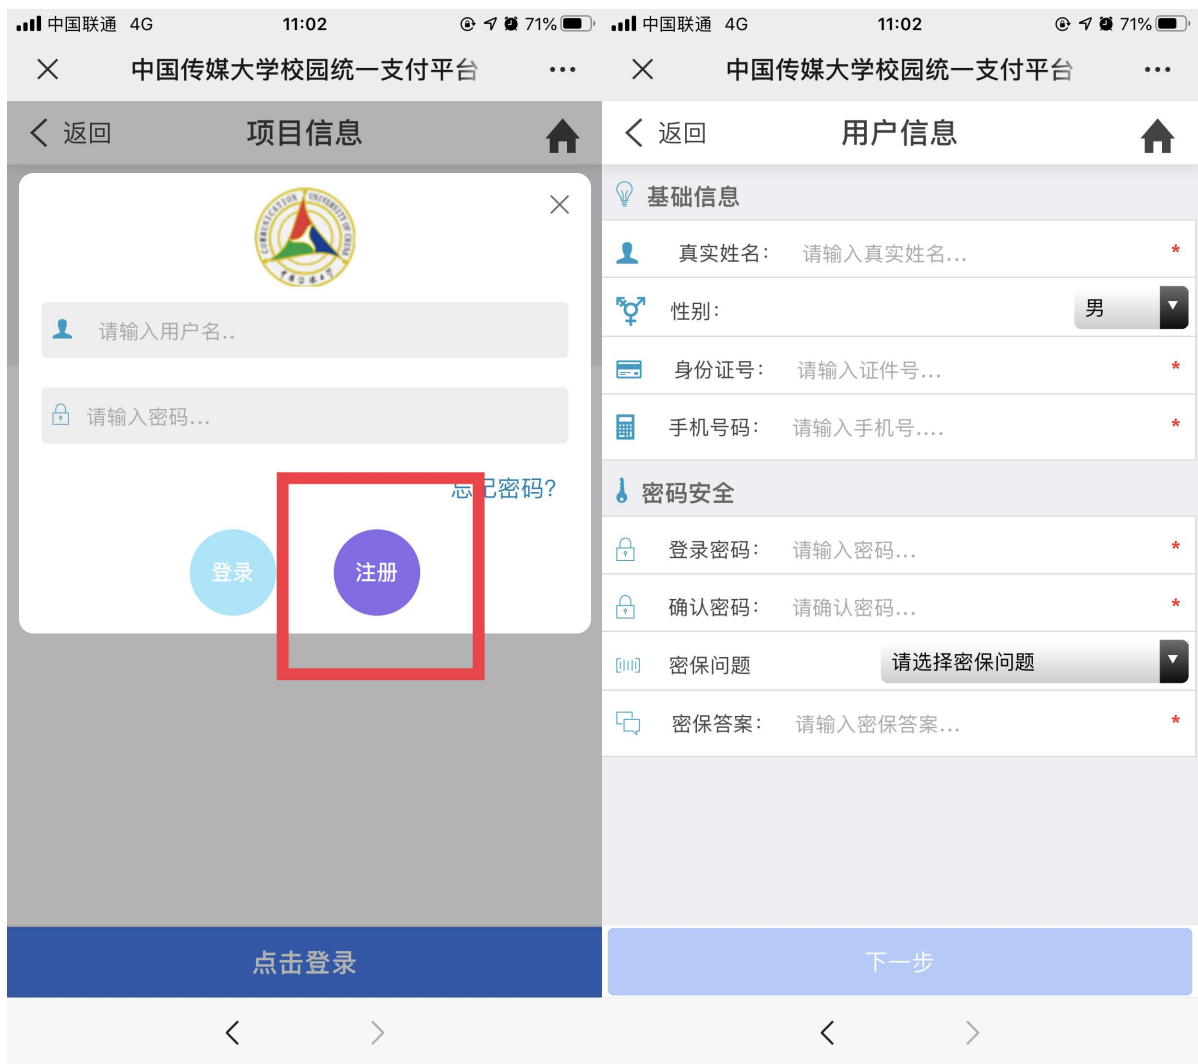 中国联通 4G 11:02 71%
中国传媒大学校园统一支付平台
返回 项目信息
COMMUNICATION UNIVERSITY OF CHINA
请输入用户名..
请输入密码...
忘记密码?
登录 注册
点击登录
中国联通 4G 11:02 71%
中国传媒大学校园统一支付平台
返回 用户信息
基础信息
真实姓名: 请输入真实姓名... *
性别: 男
身份证号: 请输入证件号... *
手机号码: 请输入手机号.... *
密码安全
登录密码: 请输入密码... *
确认密码: 请确认密码... *
密保问题 请选择密保问题
密保答案: 请输入密保答案... *
下一步